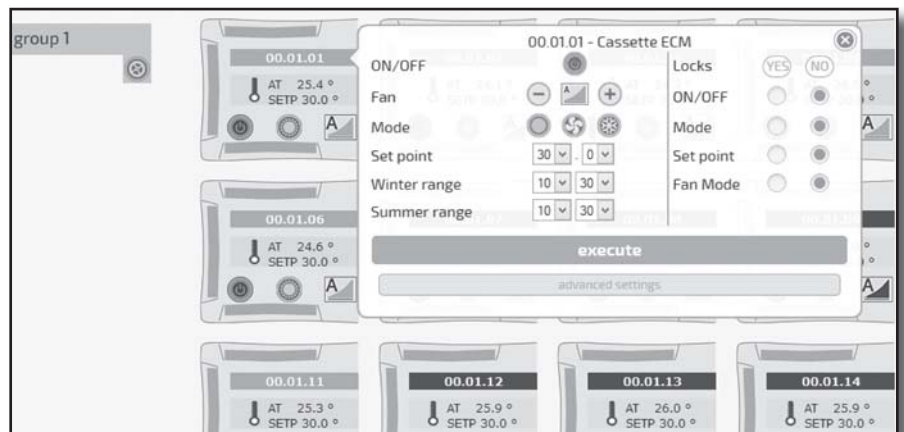 group 1
00.01.01
AT 25.4 °
SETP 30.0 °
A
00.01.01 - Cassette ECM
ON/OFF
Fan
A
Mode
Set point 30 . 0
Winter range 10 30
Summer range 10 30
Locks YES NO
ON/OFF
Mode
Set point
Fan Mode
execute
advanced settings
A
00.01.06
AT 24.6 °
SETP 30.0 °
A
A
00.01.11
AT 25.3 °
SETP 30.0 °
00.01.12
AT 25.9 °
SETP 30.0 °
00.01.13
AT 26.0 °
SETP 30.0 °
00.01.14
AT 25.9 °
SETP 30.0 °